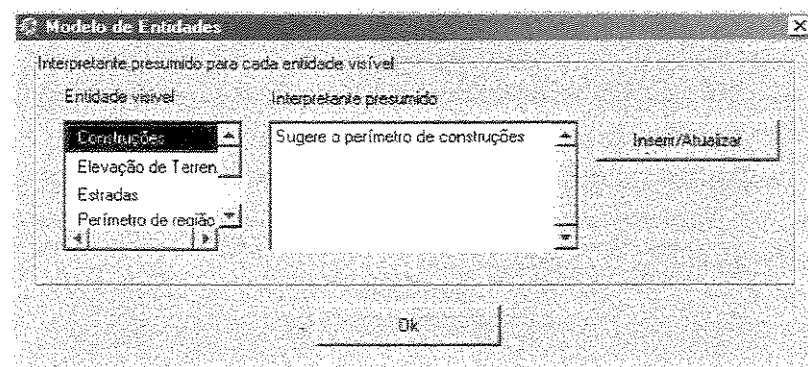 Modelo de Entidades
Interpretante presumido para cada entidade visível
Entidade visível
Interpretante presumido
Construções
Elevação de Terren
Estradas
Perímetro de região
Sugere o perímetro de construções
Inserir/Atualizar
Ok